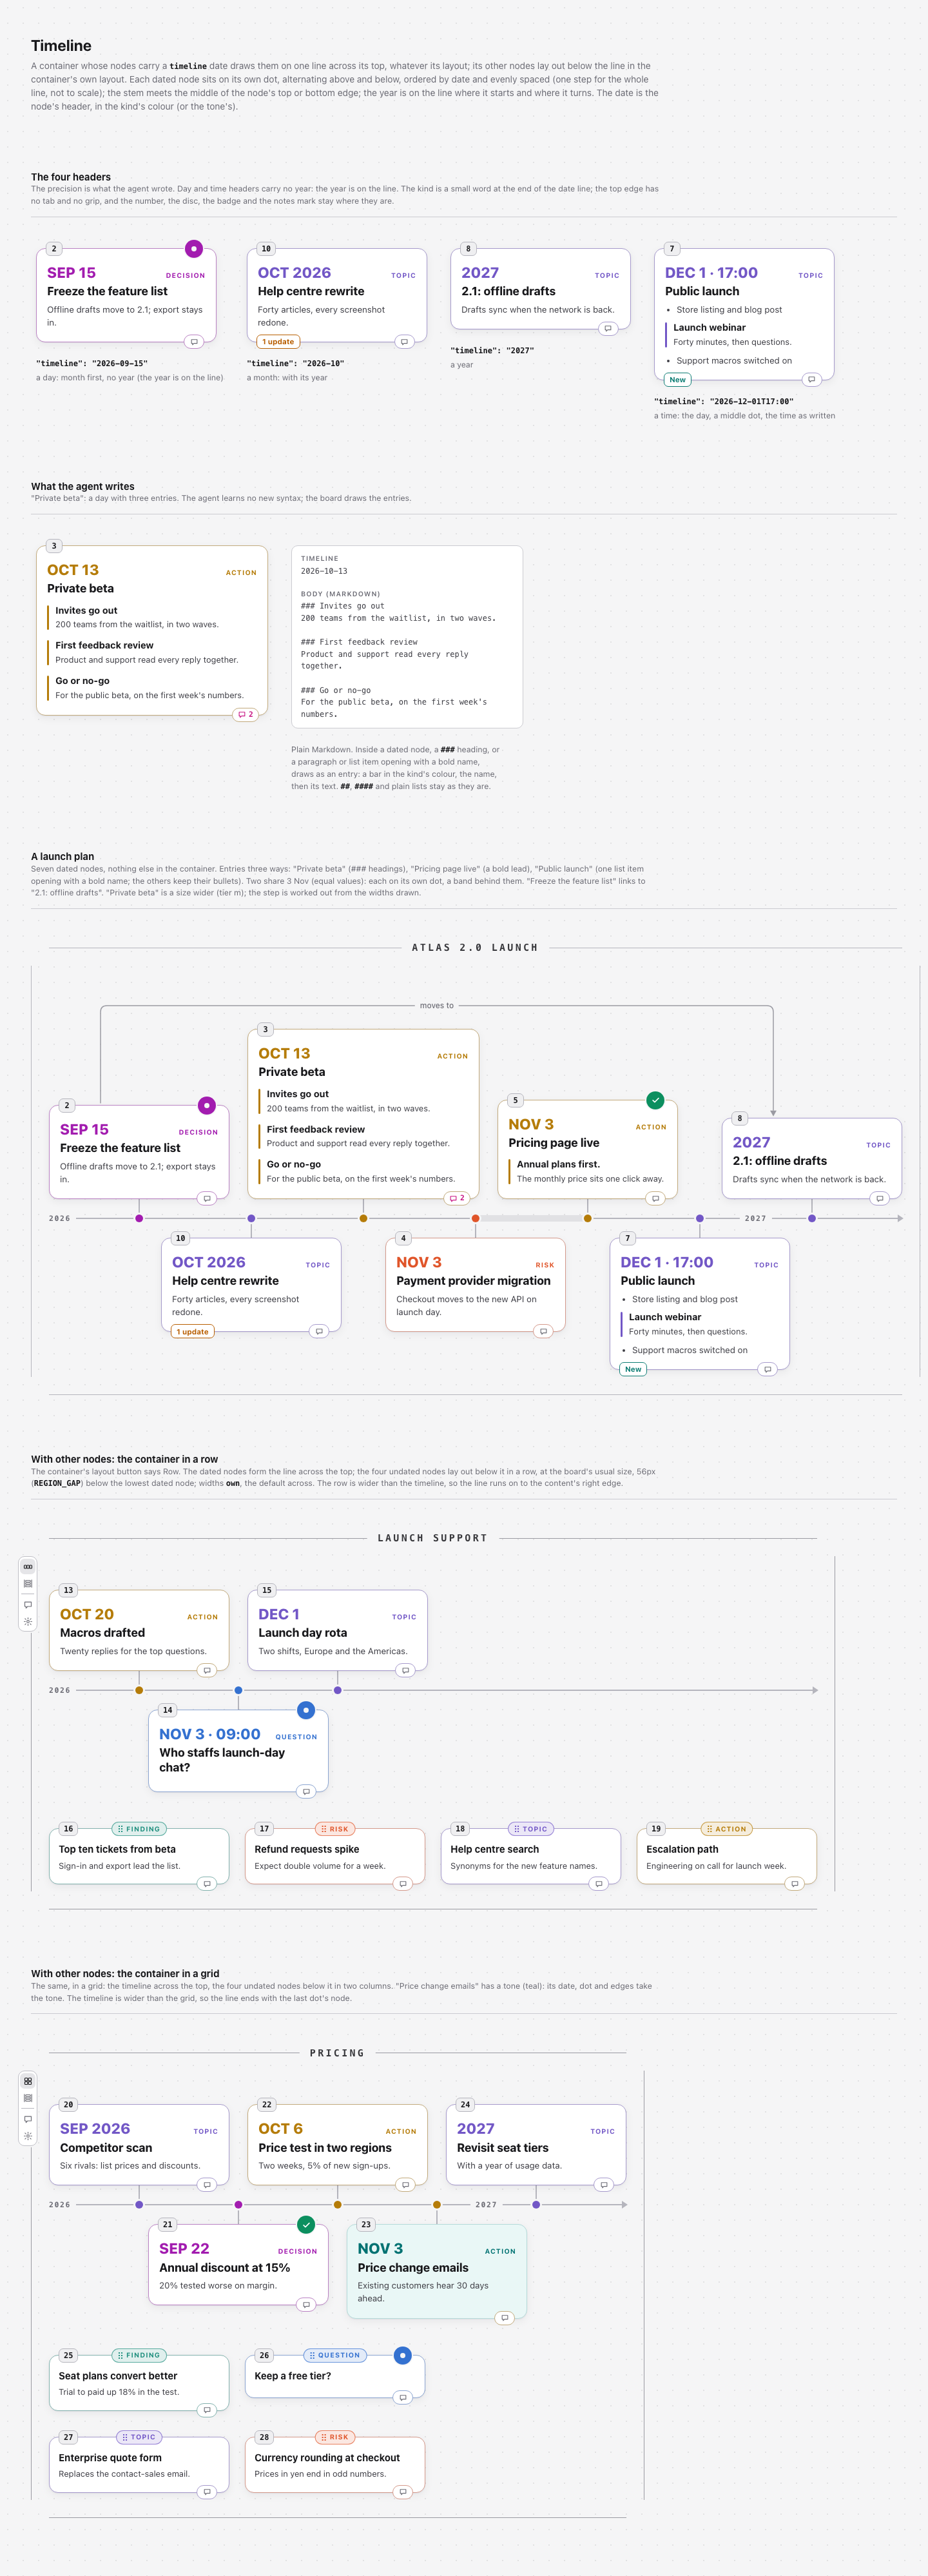 Timeline
A container whose nodes carry a timeline date draws them on one line across its top, whatever its layout; its other nodes lay out below the line in the
container's own layout. Each dated node sits on its own dot, alternating above and below, ordered by date and evenly spaced (one step for the whole
line, not to scale); the stem meets the middle of the node's top or bottom edge; the year is on the line where it starts and where it turns. The date is the
node's header, in the kind's colour (or the tone's).
The four headers
The precision is what the agent wrote. Day and time headers carry no year: the year is on the line. The kind is a small word at the end of the date line; the top edge has
no tab and no grip, and the number, the disc, the badge and the notes mark stay where they are.
2
SEP 15 DECISION
Freeze the feature list
Offline drafts move to 2.1; export stays
in.
"timeline": "2026-09-15"
a day: month first, no year (the year is on the line)
10
OCT 2026 TOPIC
Help centre rewrite
Forty articles, every screenshot
redone.
1 update
"timeline": "2026-10"
a month: with its year
8
2027 TOPIC
2.1: offline drafts
Drafts sync when the network is back.
"timeline": "2027"
a year
7
DEC 1 · 17:00 TOPIC
Public launch
• Store listing and blog post
Launch webinar
Forty minutes, then questions.
• Support macros switched on
New
"timeline": "2026-12-01T17:00"
a time: the day, a middle dot, the time as written
What the agent writes
"Private beta": a day with three entries. The agent learns no new syntax; the board draws the entries.
3
OCT 13 ACTION
Private beta
Invites go out
200 teams from the waitlist, in two waves.
First feedback review
Product and support read every reply together.
Go or no-go
For the public beta, on the first week's numbers.
2
TIMELINE
2026-10-13
BODY (MARKDOWN)
### Invites go out
200 teams from the waitlist, in two waves.
### First feedback review
Product and support read every reply
together.
### Go or no-go
For the public beta, on the first week's
numbers.
Plain Markdown. Inside a dated node, a ### heading, or
a paragraph or list item opening with a bold name,
draws as an entry: a bar in the kind's colour, the name,
then its text. ##, #### and plain lists stay as they are.
A launch plan
Seven dated nodes, nothing else in the container. Entries three ways: "Private beta" (### headings), "Pricing page live" (a bold lead), "Public launch" (one list item
opening with a bold name; the others keep their bullets). Two share 3 Nov (equal values): each on its own dot, a band behind them. "Freeze the feature list" links to
"2.1: offline drafts". "Private beta" is a size wider (tier m); the step is worked out from the widths drawn.
ATLAS 2.0 LAUNCH
moves to
2
SEP 15 DECISION
Freeze the feature list
Offline drafts move to 2.1; export stays
in.
3
OCT 13 ACTION
Private beta
Invites go out
200 teams from the waitlist, in two waves.
First feedback review
Product and support read every reply together.
Go or no-go
For the public beta, on the first week's numbers.
2
5
NOV 3 ACTION
Pricing page live
Annual plans first.
The monthly price sits one click away.
8
2027 TOPIC
2.1: offline drafts
Drafts sync when the network is back.
2026 2027
10
OCT 2026 TOPIC
Help centre rewrite
Forty articles, every screenshot
redone.
1 update
4
NOV 3 RISK
Payment provider migration
Checkout moves to the new API on
launch day.
7
DEC 1 · 17:00 TOPIC
Public launch
• Store listing and blog post
Launch webinar
Forty minutes, then questions.
• Support macros switched on
New
With other nodes: the container in a row
The container's layout button says Row. The dated nodes form the line across the top; the four undated nodes lay out below it in a row, at the board's usual size, 56px
(REGION_GAP) below the lowest dated node; widths own, the default across. The row is wider than the timeline, so the line runs on to the content's right edge.
LAUNCH SUPPORT
13
OCT 20 ACTION
Macros drafted
Twenty replies for the top questions.
15
DEC 1 TOPIC
Launch day rota
Two shifts, Europe and the Americas.
2026
14
NOV 3 · 09:00 QUESTION
Who staffs launch-day
chat?
16 FINDING
Top ten tickets from beta
Sign-in and export lead the list.
17 RISK
Refund requests spike
Expect double volume for a week.
18 TOPIC
Help centre search
Synonyms for the new feature names.
19 ACTION
Escalation path
Engineering on call for launch week.
With other nodes: the container in a grid
The same, in a grid: the timeline across the top, the four undated nodes below it in two columns. "Price change emails" has a tone (teal): its date, dot and edges take
the tone. The timeline is wider than the grid, so the line ends with the last dot's node.
PRICING
20
SEP 2026 TOPIC
Competitor scan
Six rivals: list prices and discounts.
22
OCT 6 ACTION
Price test in two regions
Two weeks, 5% of new sign-ups.
24
2027 TOPIC
Revisit seat tiers
With a year of usage data.
2026 2027
21
SEP 22 DECISION
Annual discount at 15%
20% tested worse on margin.
23
NOV 3 ACTION
Price change emails
Existing customers hear 30 days
ahead.
25 FINDING
Seat plans convert better
Trial to paid up 18% in the test.
26 QUESTION
Keep a free tier?
27 TOPIC
Enterprise quote form
Replaces the contact-sales email.
28 RISK
Currency rounding at checkout
Prices in yen end in odd numbers.